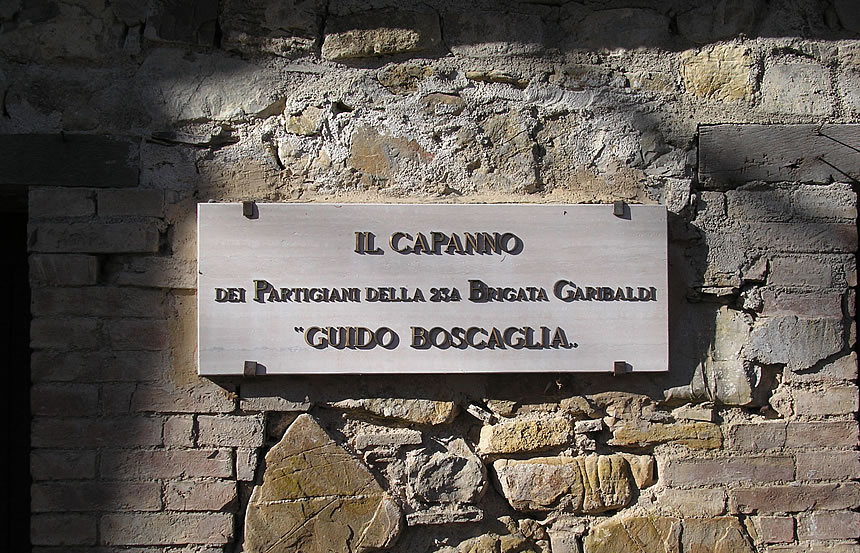 IL CAPANNO
DEI PARTIGIANI DELLA 23A BRIGATA GARIBALDI
"GUIDO BOSCAGLIA"